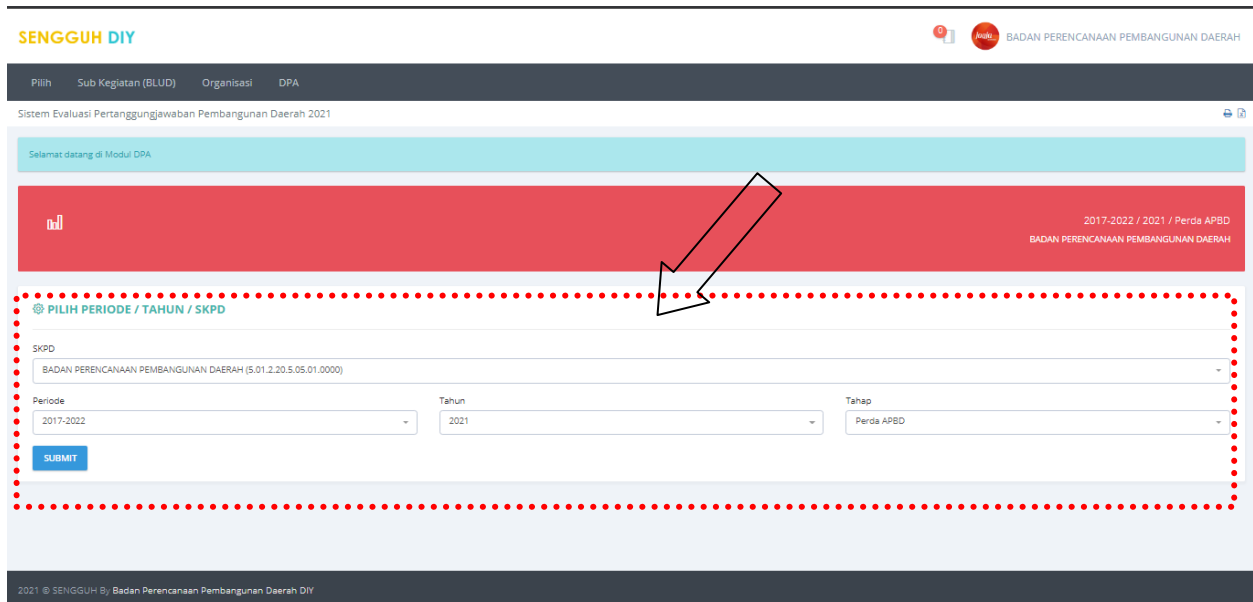 SENGGUH DIY
0
BADAN PERENCANAAN PEMBANGUNAN DAERAH
Pilih Sub Kegiatan (BLUD) Organisasi DPA
Sistem Evaluasi Pertanggungjawaban Pembangunan Daerah 2021
Selamat datang di Modul DPA
2017-2022 / 2021 / Perda APBD
BADAN PERENCANAAN PEMBANGUNAN DAERAH
PILIH PERIODE / TAHUN / SKPD
SKPD
BADAN PERENCANAAN PEMBANGUNAN DAERAH (5.01.2.20.5.05.01.0000)
Periode Tahun Tahap
2017-2022 2021 Perda APBD
SUBMIT
2021 © SENGGUH By Badan Perencanaan Pembangunan Daerah DIY